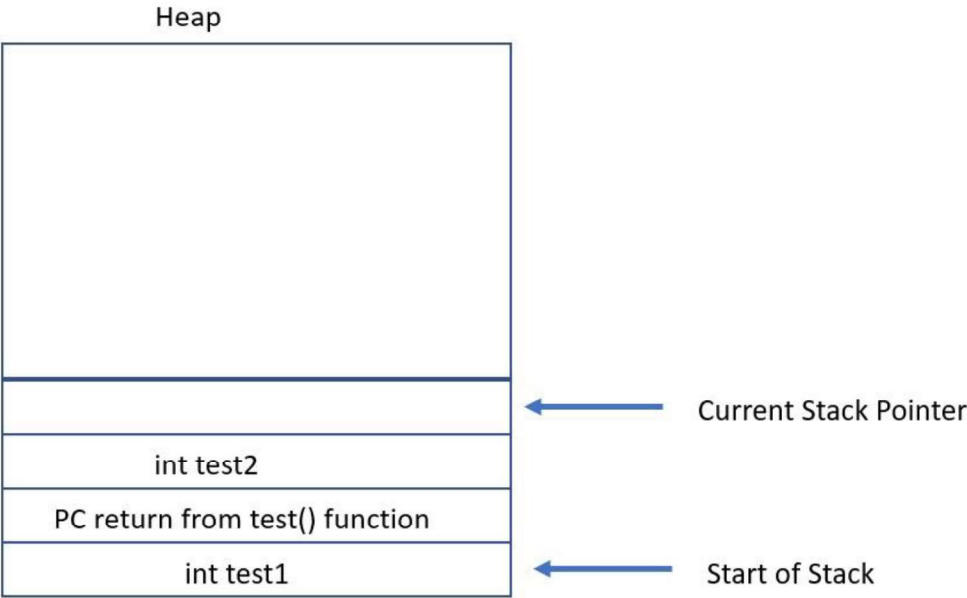 Heap
Current Stack Pointer
int test2
PC return from test() function
int test1
Start of Stack